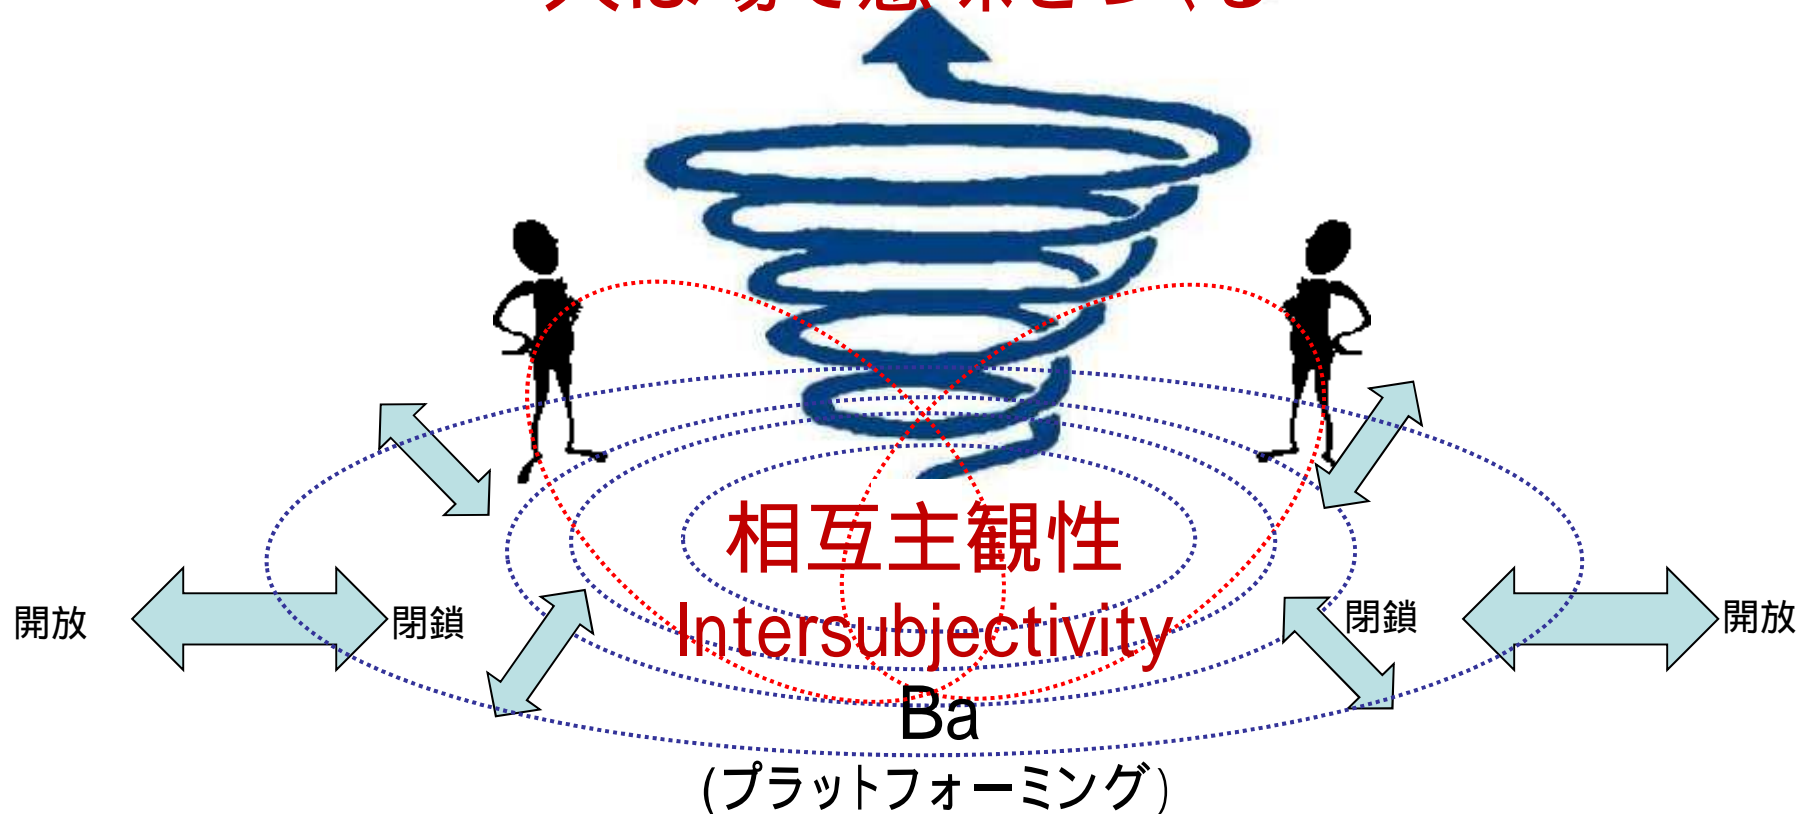 開放
閉鎖
相互主観性
Intersubjectivity
Ba
(プラットフォーミング)
閉鎖
開放